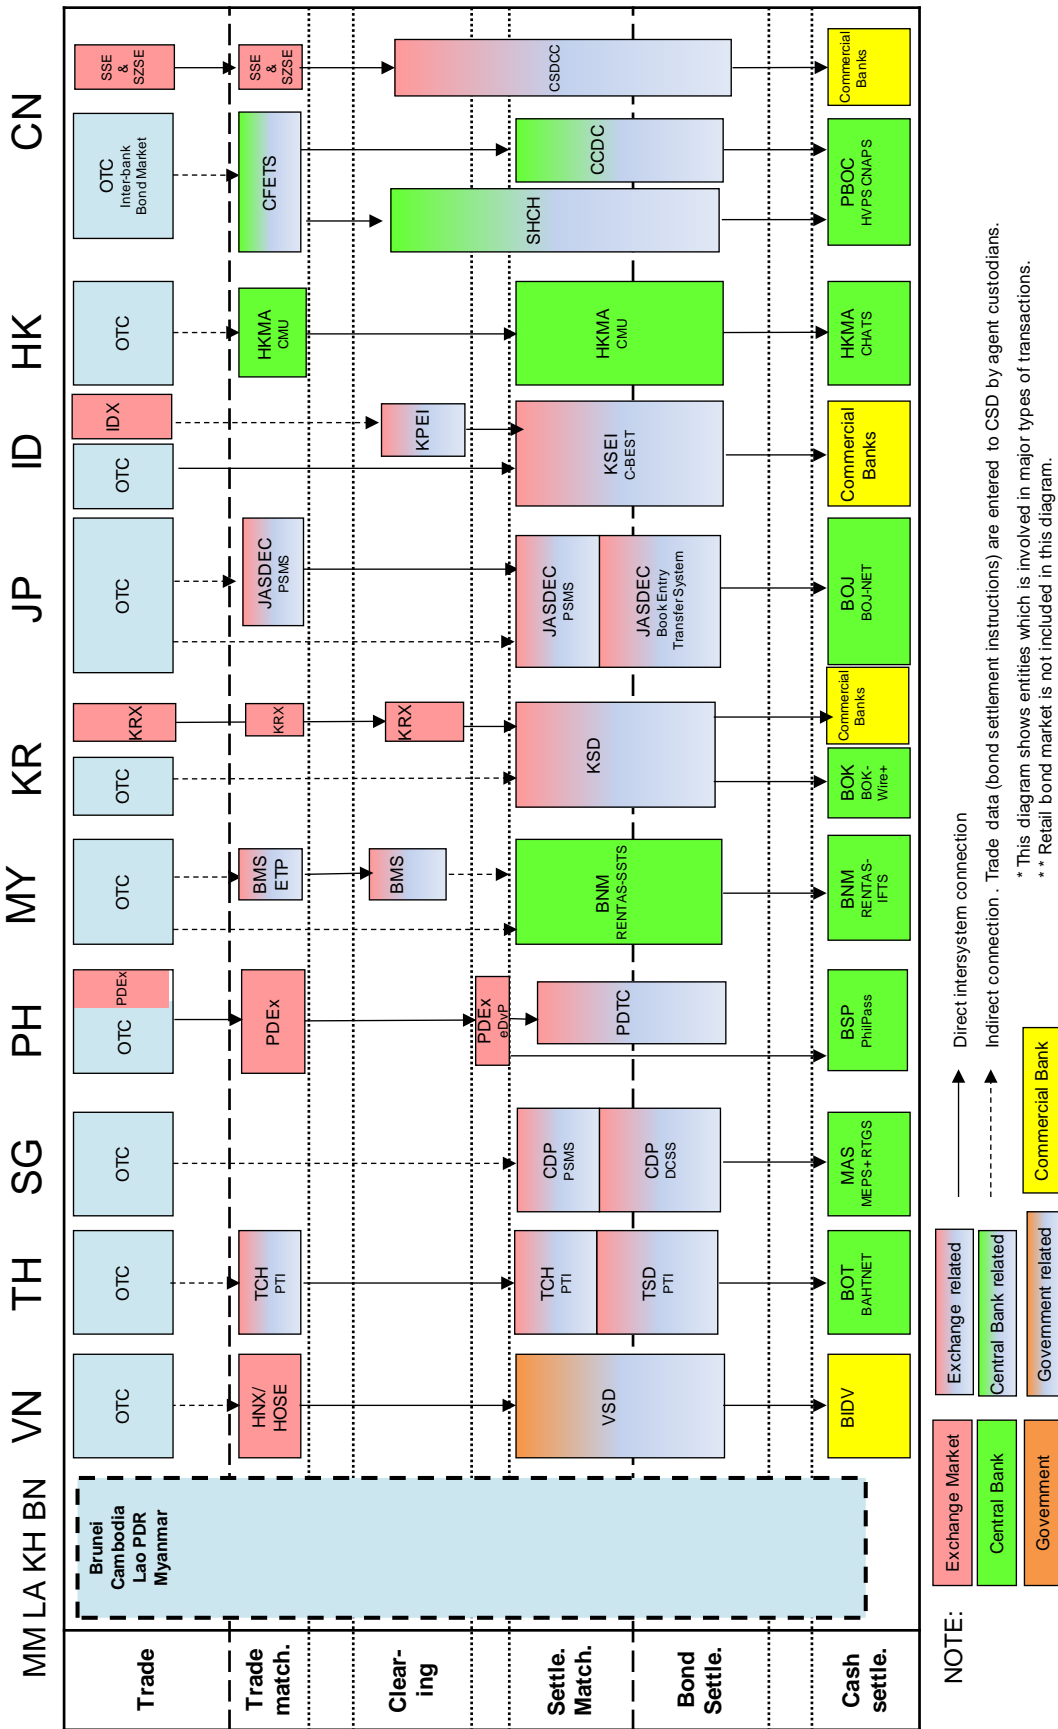 MM LA KH BN
VN
TH
SG
PH
MY
KR
JP
ID
HK
CN
Trade
Brunei
Cambodia
Lao PDR
Myanmar
OTC
OTC
OTC
OTC
PDEx
OTC
OTC
KRX
OTC
OTC
IDX
OTC
OTC
Inter-bank
Bond Market
SSE
&
SZSE
Trade
match.
HNX/
HOSE
TCH
PTI
PDEx
BMS
ETP
KRX
JASDEC
PSMS
HKMA
CMU
CFETS
SSE
&
SZSE
Clear-
ing
BMS
KRX
KPEI
SHCH
CSDCC
PDEx
eDvP
Settle.
Match.
Bond
Settle.
VSD
TCH
PTI
TSD
PTI
CDP
PSMS
CDP
DCSS
PDTC
BNM
RENTAS-SSTS
KSD
JASDEC
PSMS
JASDEC
Book Entry
Transfer System
KSEI
C-BEST
HKMA
CMU
CCDC
Cash
settle.
BIDV
BOT
BAHTNET
MAS
MEPS+ RTGS
BSP
PhilPass
BNM
RENTAS-
IFTS
BOK
BOK-
Wire+
Commercial
Banks
BOJ
BOJ-NET
Commercial
Banks
HKMA
CHATS
PBOC
HVPS CNAPS
Commercial
Banks
NOTE:
Exchange Market
Exchange related
Direct intersystem connection
Central Bank
Central Bank related
Indirect connection . Trade data (bond settlement instructions) are entered to CSD by agent custodians.
Government
Government related
Commercial Bank
* This diagram shows entities which is involved in major types of transactions.
* * Retail bond market is not included in this diagram.